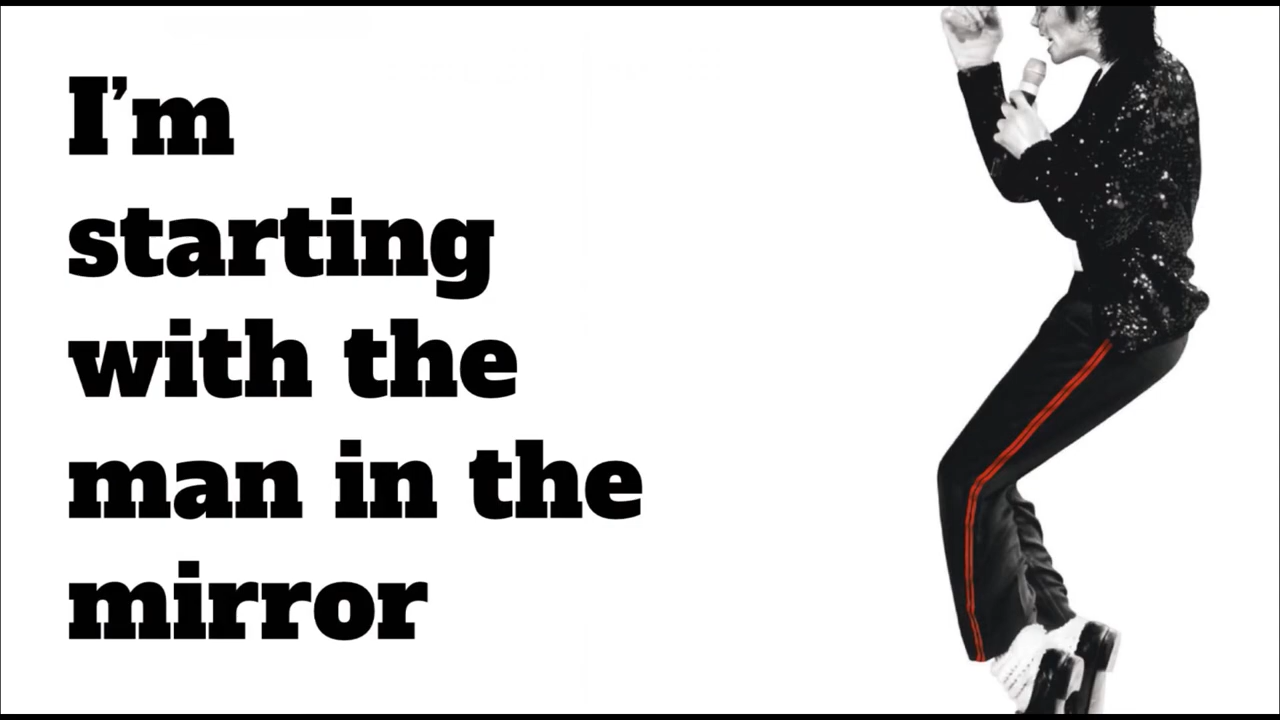 I’m
starting
with the
man in the
mirror